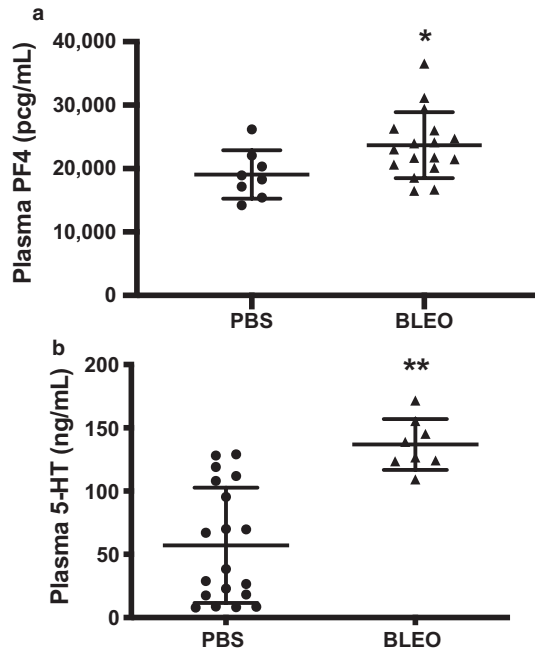 a
Plasma PF4 (pcg/mL)
40,000
30,000
20,000
10,000
0
*
PBS
BLEO
b
Plasma 5-HT (ng/mL)
200
150
100
50
0
**
PBS
BLEO